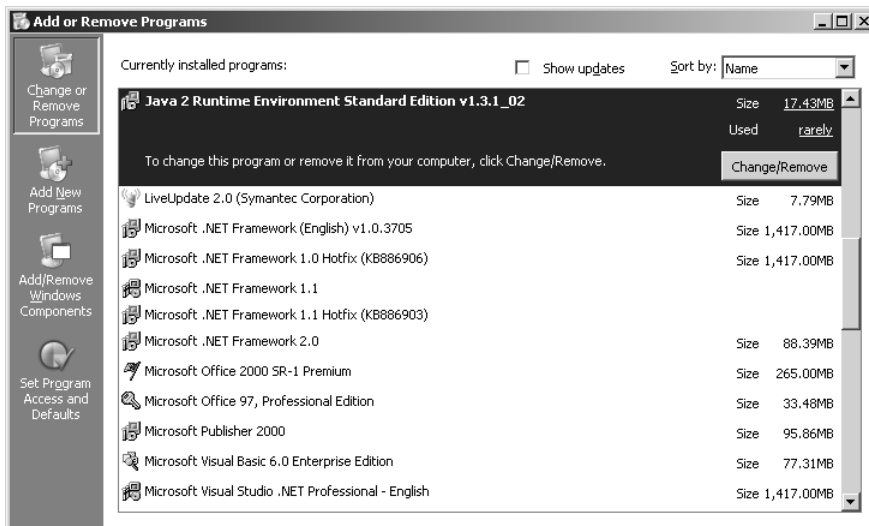 Add or Remove Programs
Change or
Remove
Programs
Add New
Programs
Add/Remove
Windows
Components
Set Program
Access and
Defaults
Currently installed programs:
Show updates
Sort by: Name
Java 2 Runtime Environment Standard Edition v1.3.1_02 Size 17.43MB
Used rarely
To change this program or remove it from your computer, click Change/Remove. Change/Remove
LiveUpdate 2.0 (Symantec Corporation) Size 7.79MB
Microsoft .NET Framework (English) v1.0.3705 Size 1,417.00MB
Microsoft .NET Framework 1.0 Hotfix (KB886906) Size 1,417.00MB
Microsoft .NET Framework 1.1
Microsoft .NET Framework 1.1 Hotfix (KB886903)
Microsoft .NET Framework 2.0 Size 88.39MB
Microsoft Office 2000 SR-1 Premium Size 265.00MB
Microsoft Office 97, Professional Edition Size 33.48MB
Microsoft Publisher 2000 Size 95.86MB
Microsoft Visual Basic 6.0 Enterprise Edition Size 77.31MB
Microsoft Visual Studio .NET Professional - English Size 1,417.00MB